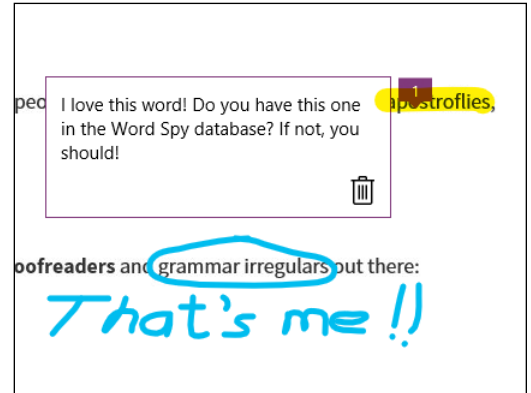 peo
1
apostroflies,
I love this word! Do you have this one
in the Word Spy database? If not, you
should!
oofreaders and grammar irregulars out there:
That's me!!